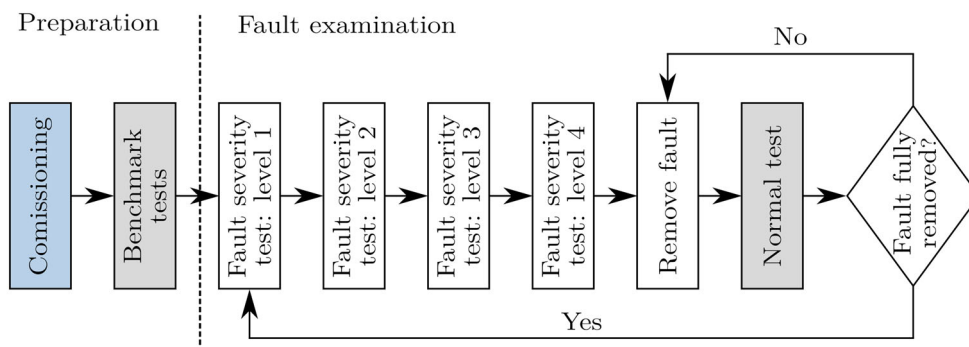 Preparation
Fault examination
No
Comissioning
Benchmark
tests
Fault severity
test: level 1
Fault severity
test: level 2
Fault severity
test: level 3
Fault severity
test: level 4
Remove fault
Normal test
Fault fully
removed?
Yes